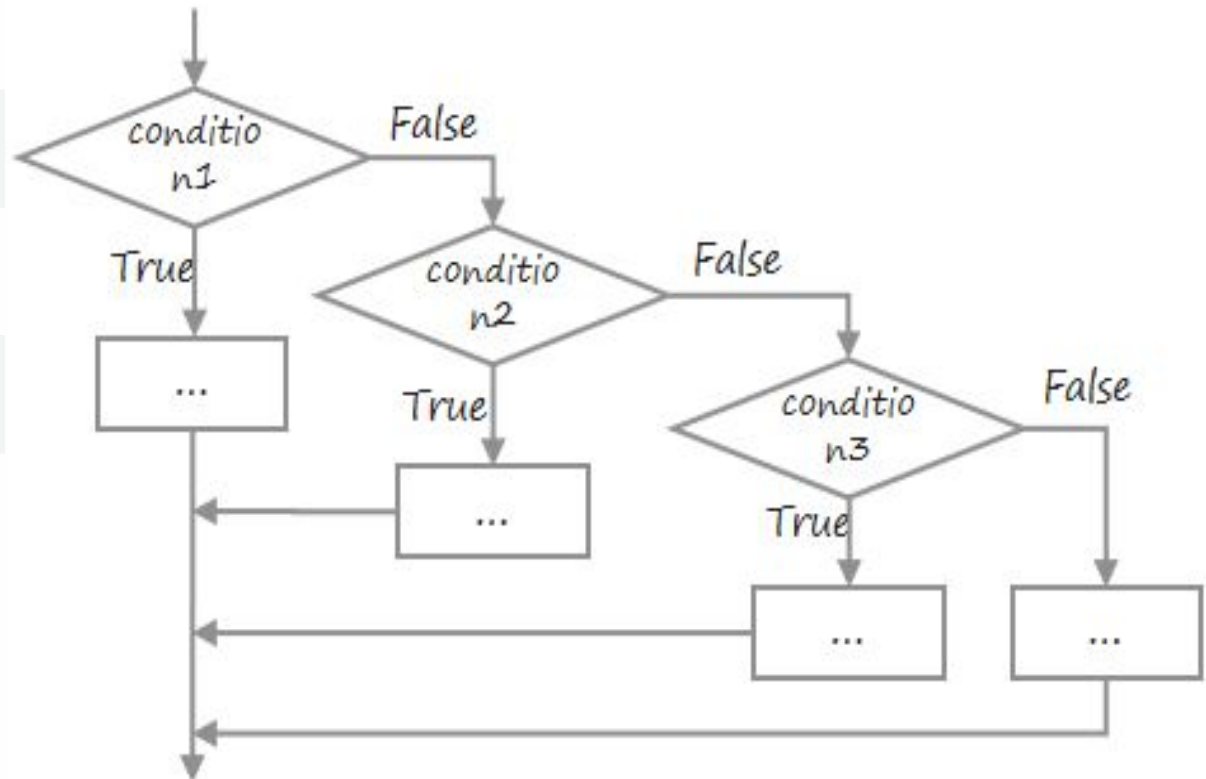 conditio
n1
False
True
...
conditio
n2
False
True
...
conditio
n3
False
True
...
...